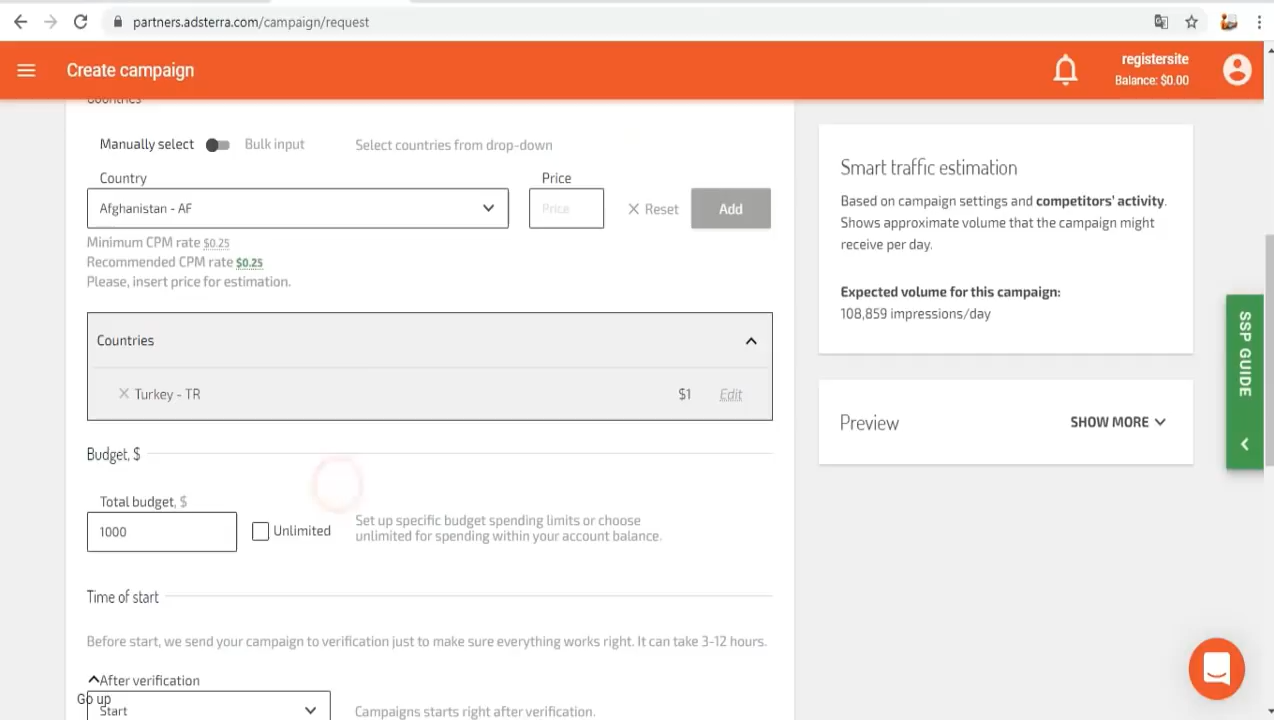 partners.adsterra.com/campaign/request
Create campaign
registersite
Balance: $0.00
Countries
Manually select
Bulk input
Select countries from drop-down
Country
Price
Afghanistan - AF
Price
Reset
Add
Minimum CPM rate $0.25
Recommended CPM rate $0.25
Please, insert price for estimation.
Countries
Turkey - TR
$1
Edit
Budget, $
Total budget, $
1000
Unlimited
Set up specific budget spending limits or choose
unlimited for spending within your account balance.
Time of start
Before start, we send your campaign to verification just to make sure everything works right. It can take 3-12 hours.
After verification
Go up
Start
Campaigns starts right after verification.
Smart traffic estimation
Based on campaign settings and competitors' activity.
Shows approximate volume that the campaign might
receive per day.
Expected volume for this campaign:
108,859 impressions/day
Preview
SHOW MORE
SSP GUIDE